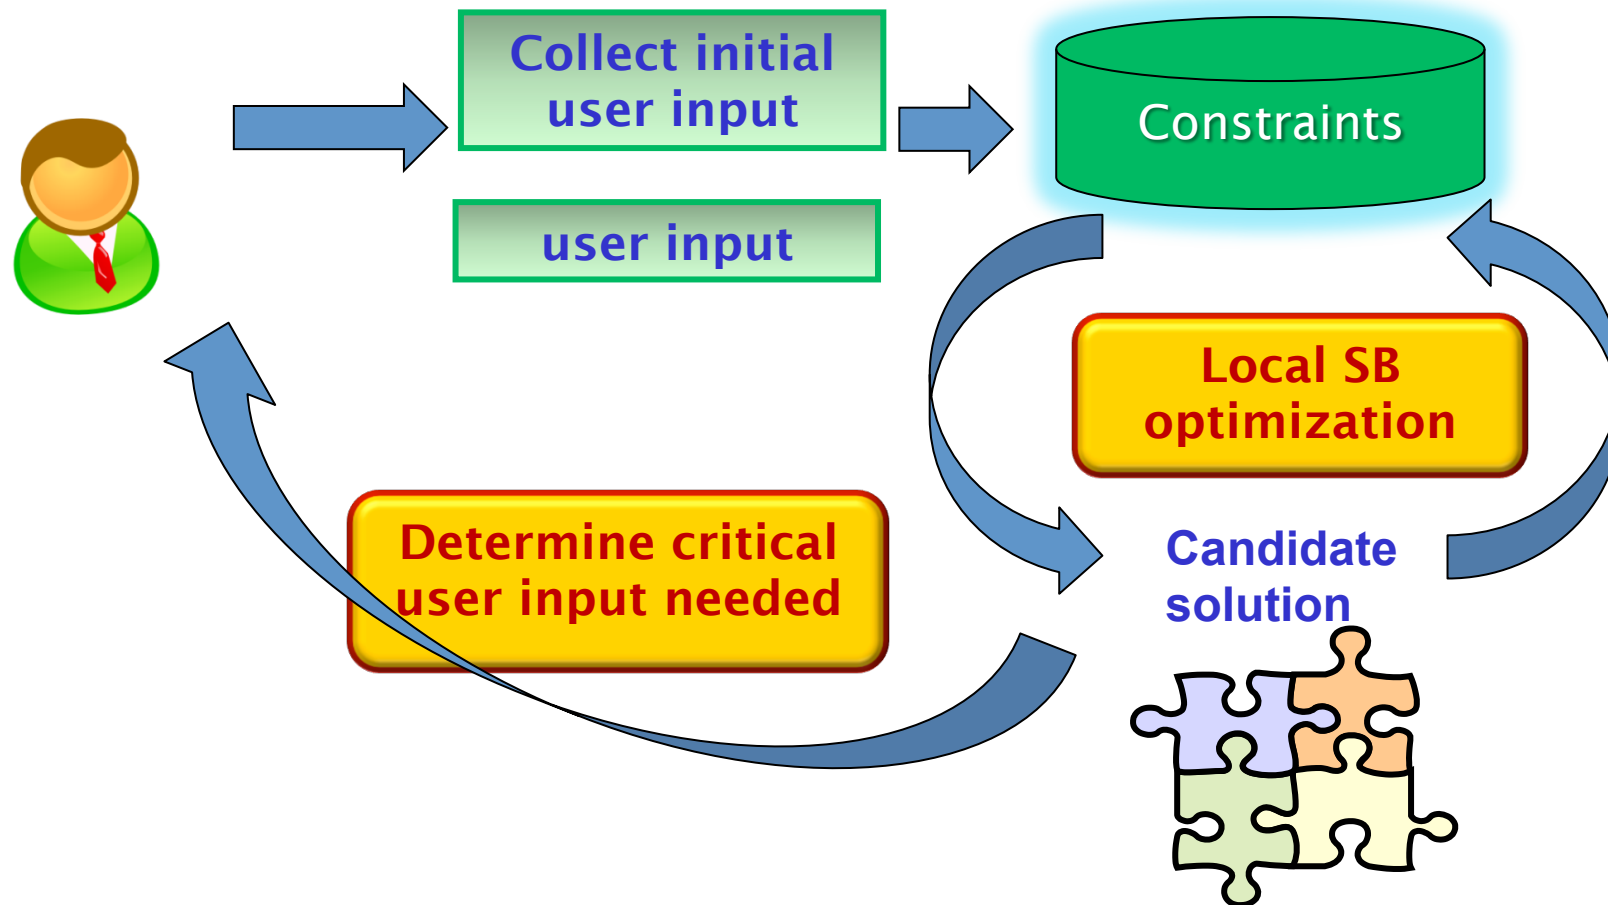 Collect initial
user input
Constraints
user input
Local SB
optimization
Determine critical
user input needed
Candidate
solution